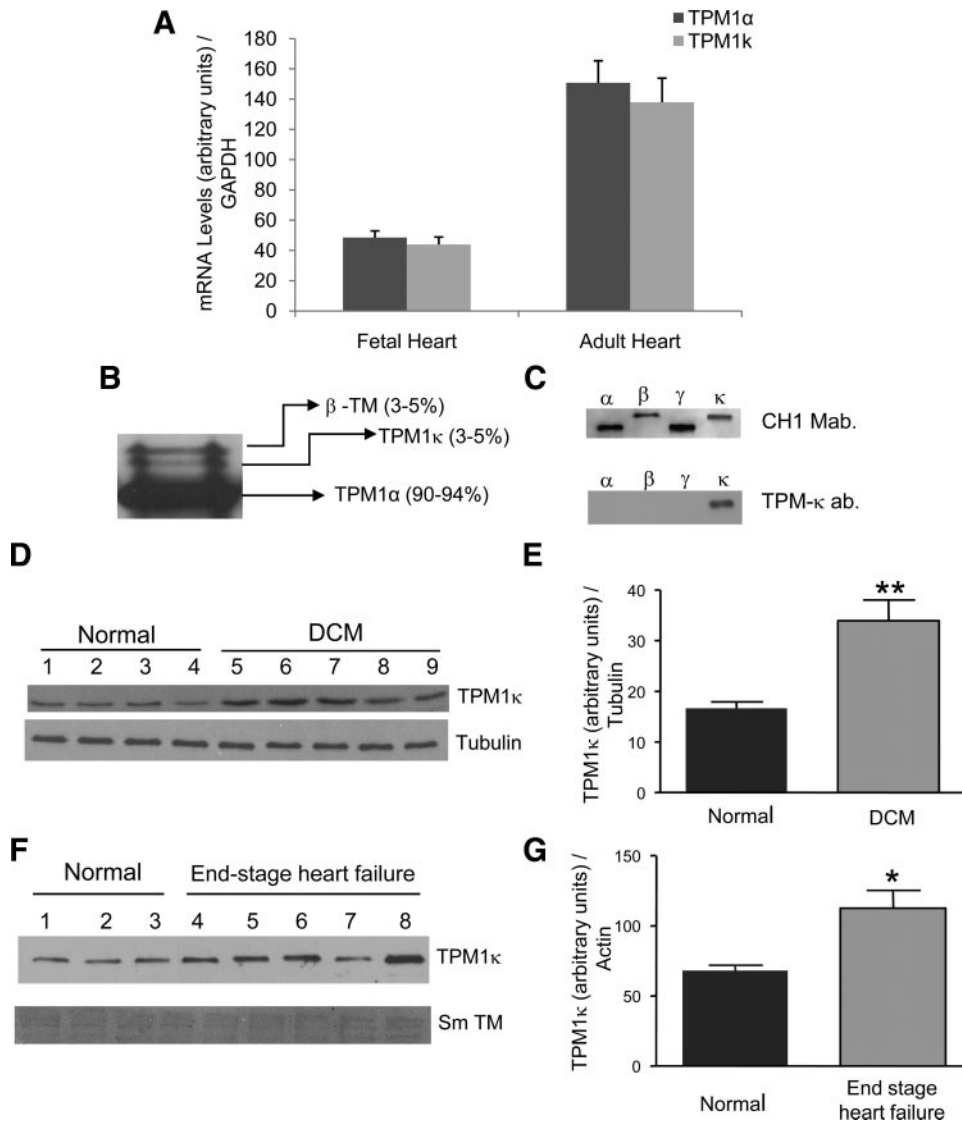 A
TPM1α
TPM1k
mRNA Levels (arbitrary units) /
GAPDH
180
160
140
120
100
80
60
40
20
0
Fetal Heart
Adult Heart
B
β -TM (3-5%)
TPM1κ (3-5%)
TPM1α (90-94%)
C
α β γ κ
CH1 Mab.
α β γ κ
TPM-κ ab.
D
Normal DCM
1 2 3 4 5 6 7 8 9
TPM1κ
Tubulin
E
TPM1κ (arbitrary units) /
Tubulin
40
30
20
10
0
**
Normal
DCM
F
Normal End-stage heart failure
1 2 3 4 5 6 7 8
TPM1κ
Sm TM
G
TPM1κ (arbitrary units) /
Actin
150
100
50
0
*
Normal
End stage
heart failure